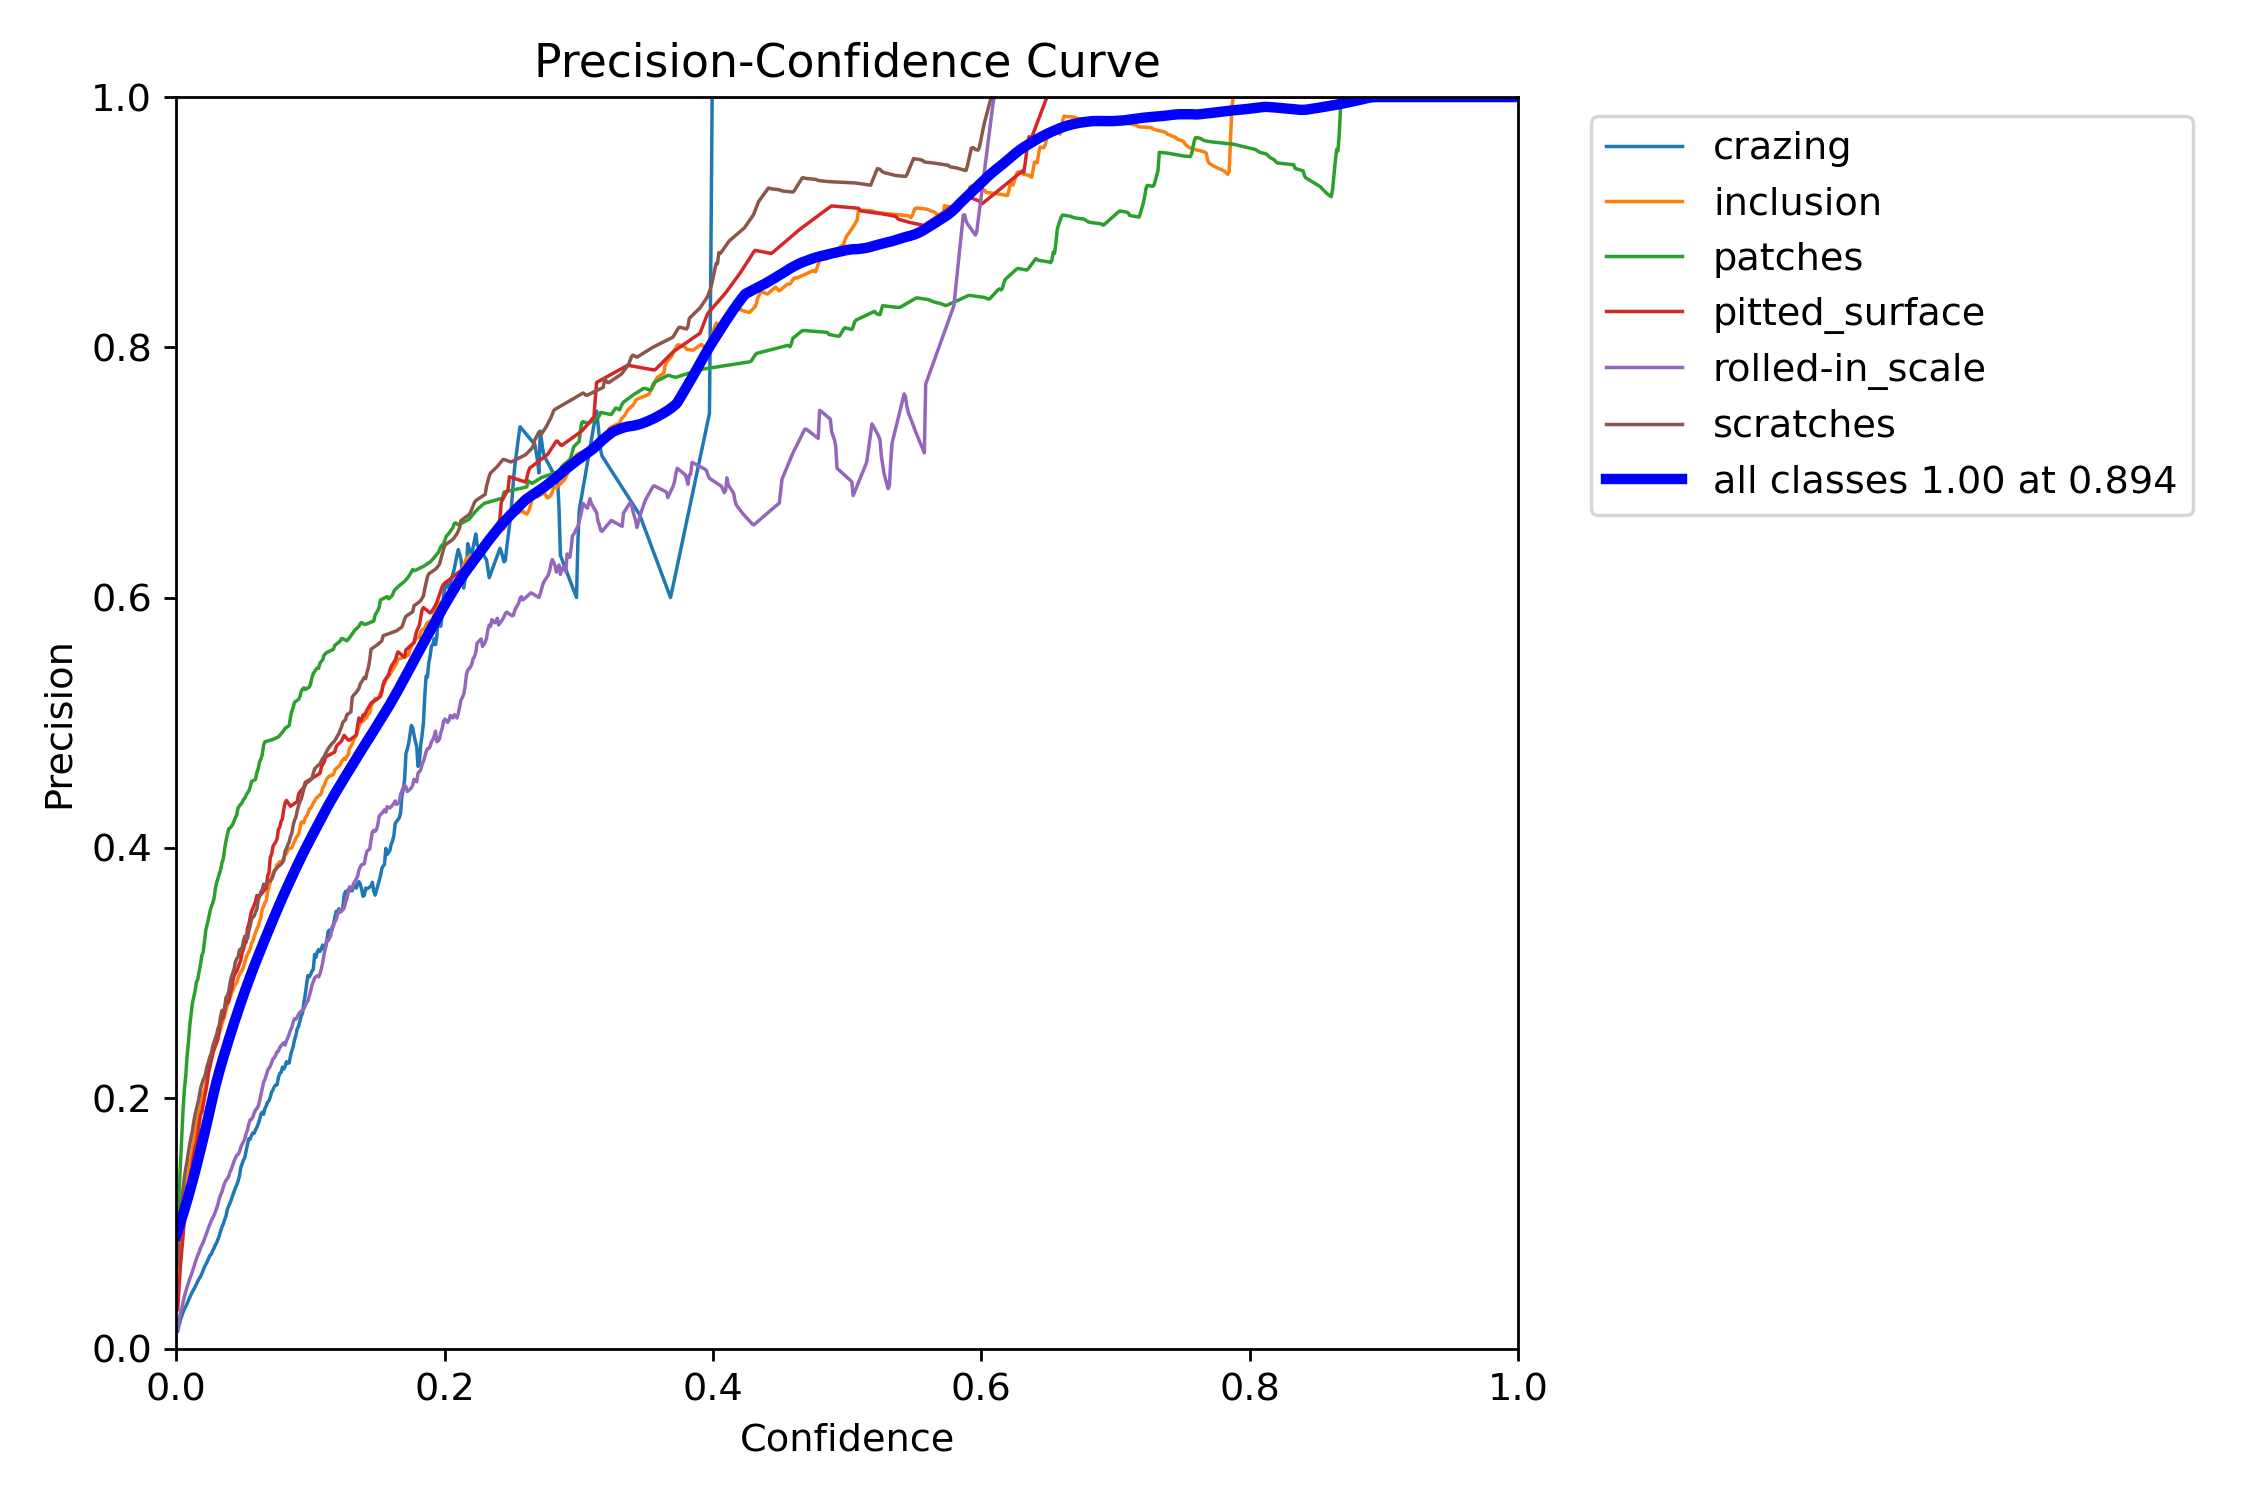 Precision-Confidence Curve
1.0
0.8
0.6
0.4
0.2
0.0
Precision
0.0 0.2 0.4 0.6 0.8 1.0
Confidence
crazing
inclusion
patches
pitted_surface
rolled-in_scale
scratches
all classes 1.00 at 0.894